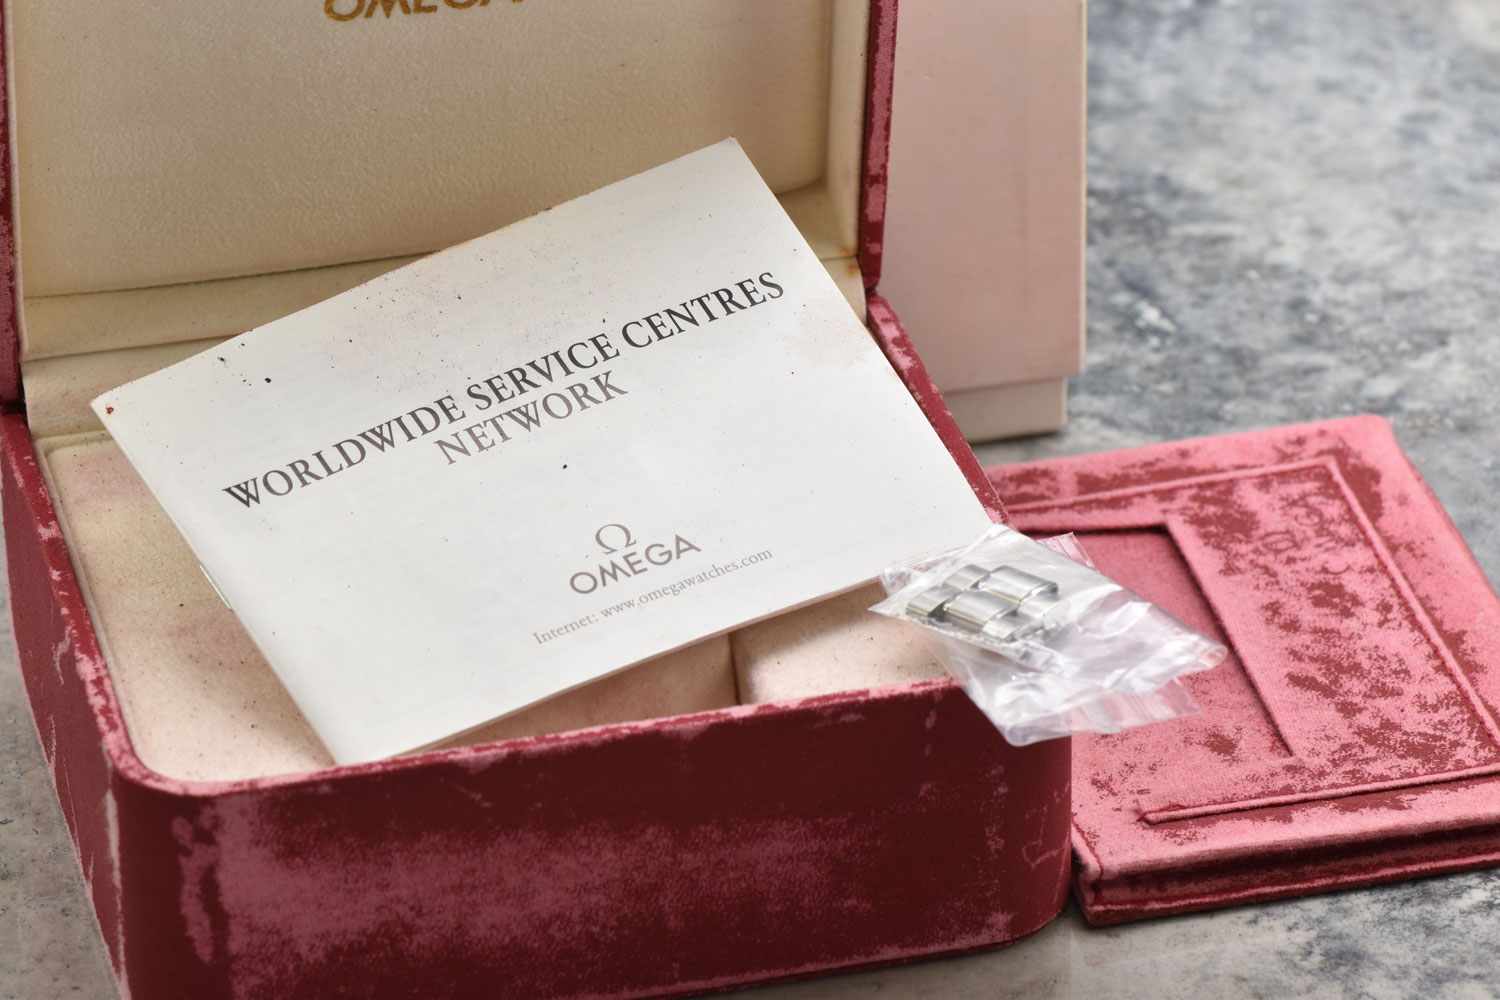 OMEGA
WORLDWIDE SERVICE CENTRES
NETWORK
Ω
OMEGA
Internet: www.omegawatches.com